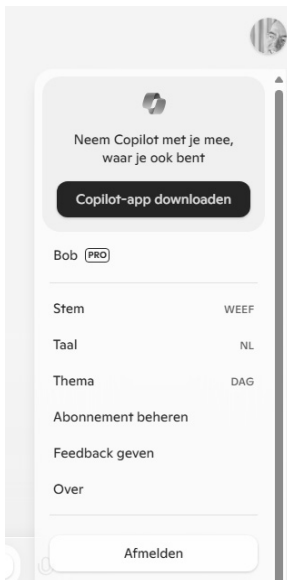 Neem Copilot met je mee,
waar je ook bent
Copilot-app downloaden
Bob PRO
Stem WEEF
Taal NL
Thema DAG
Abonnement beheren
Feedback geven
Over
Afmelden